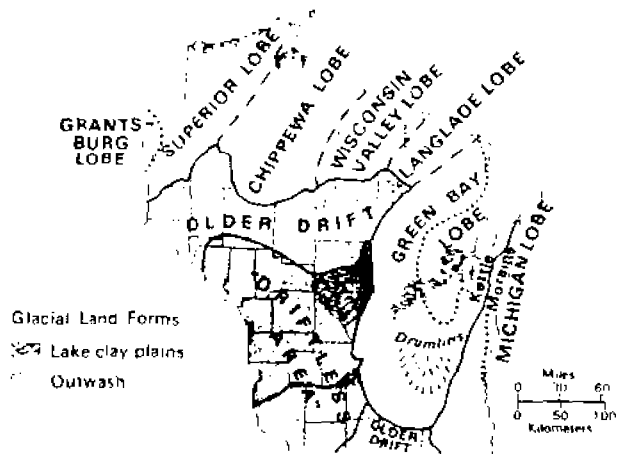 SUPERIOR LOBE
CHIPPEWA LOBE
WISCONSIN
VALLEY LOBE
LANGLADE LOBE
GRANTS-
BURG
LOBE
OLDER DRIFT
GREEN BAY
LOBE
Kettle
Moraine
MICHIGAN LOBE
DRIFTLESS
AREA
Glacial Land Forms
Lake clay plains
Outwash
Drumlins
Miles
0 60
0 50 100
Kilometers
OLDER
DRIFT